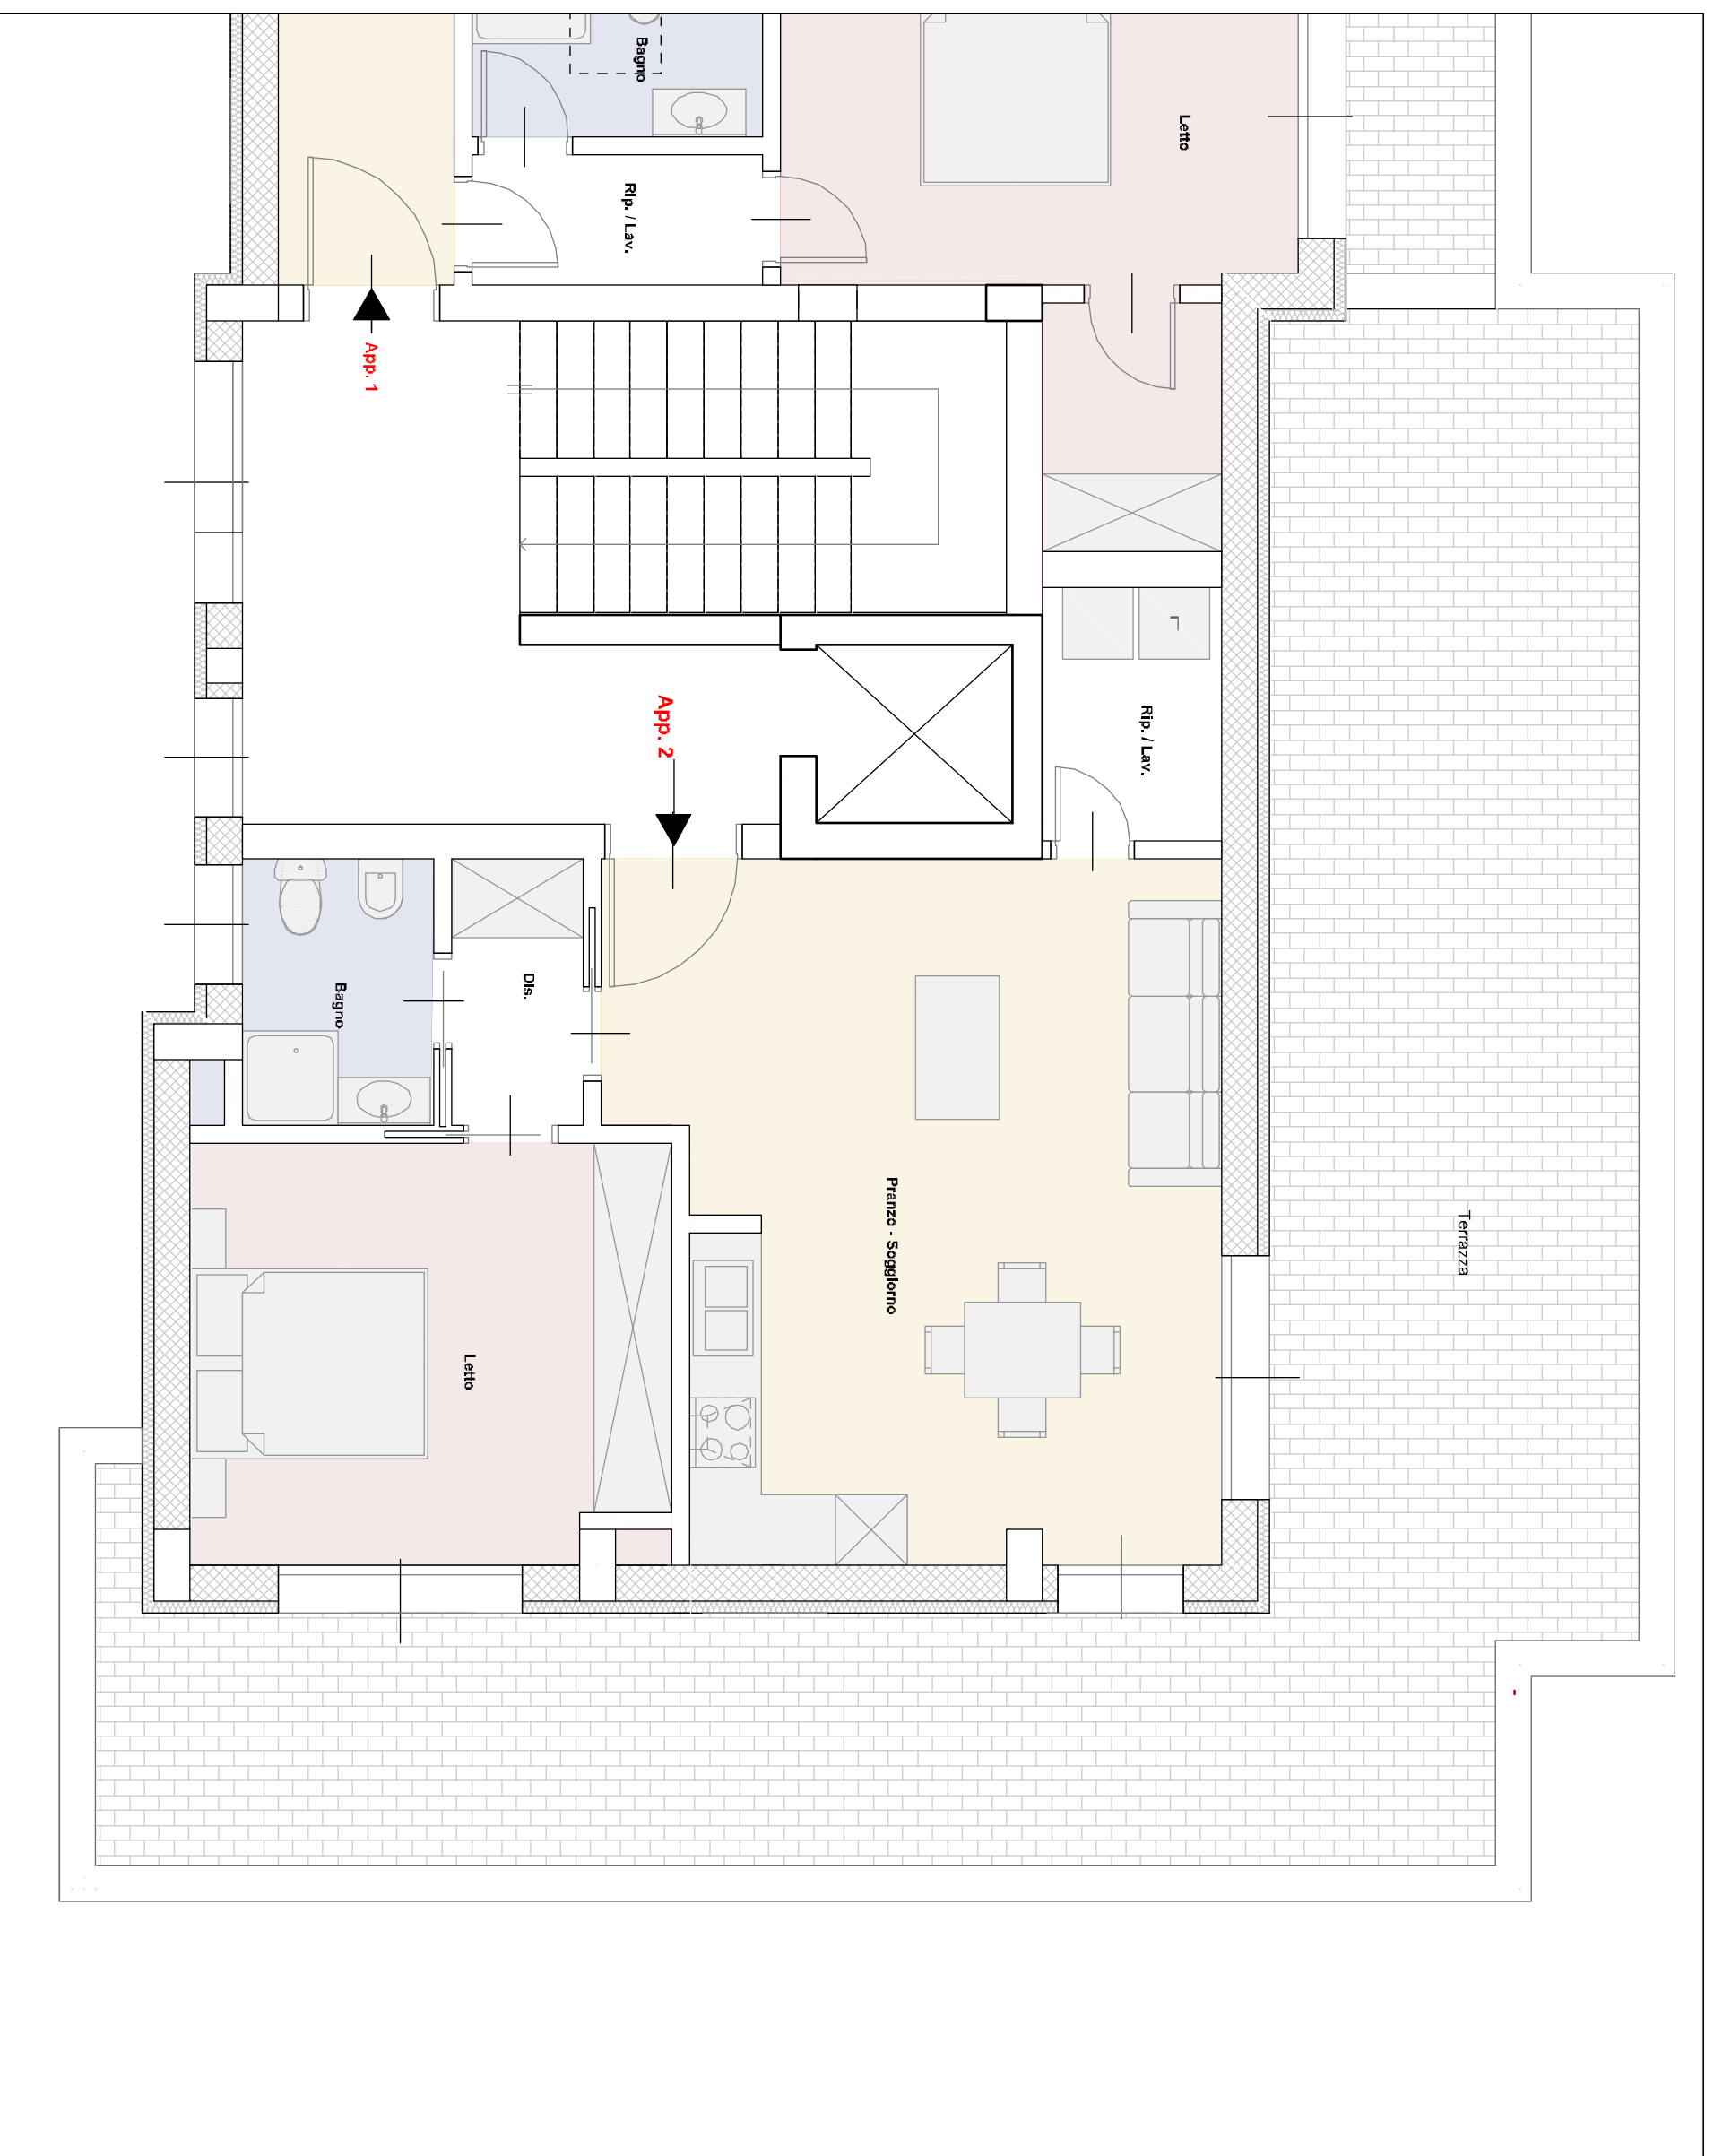 Bagno
Letto
Rip. / Lav.
App. 1
App. 2
Rip. / Lav.
Dis.
Bagno
Pranzo - Soggiorno
Terrazza
Letto